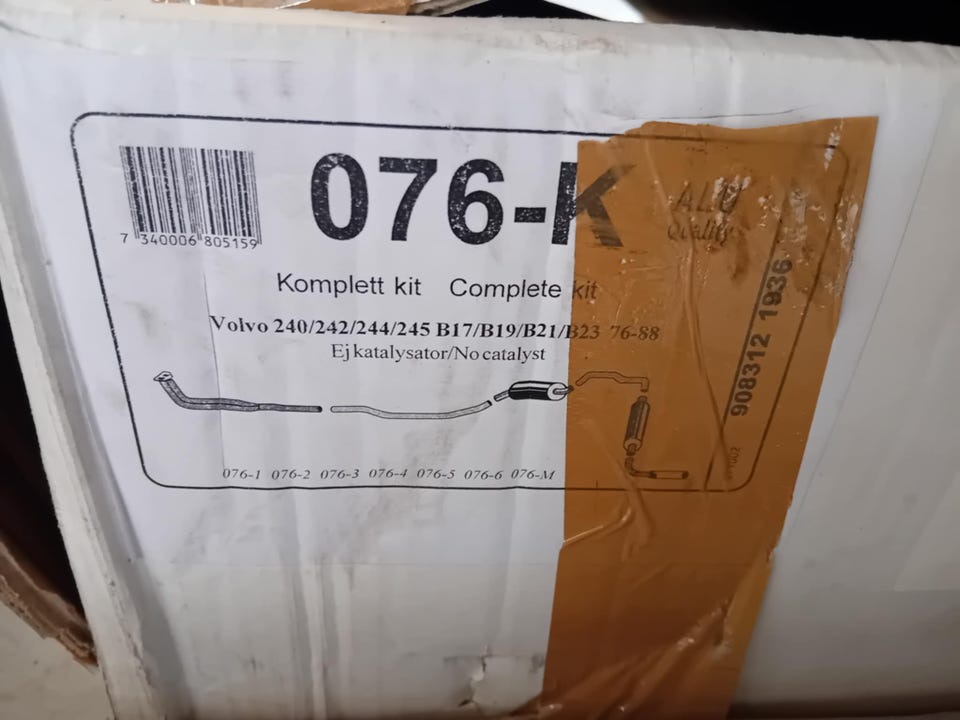 076-K
ALU
Quality
7 340006 805159
Komplett kit Complete kit
Volvo 240/242/244/245 B17/B19/B21/B23 76-88
Ej katalysator/No catalyst
908312 1936
076-1 076-2 076-3 076-4 076-5 076-6 076-M